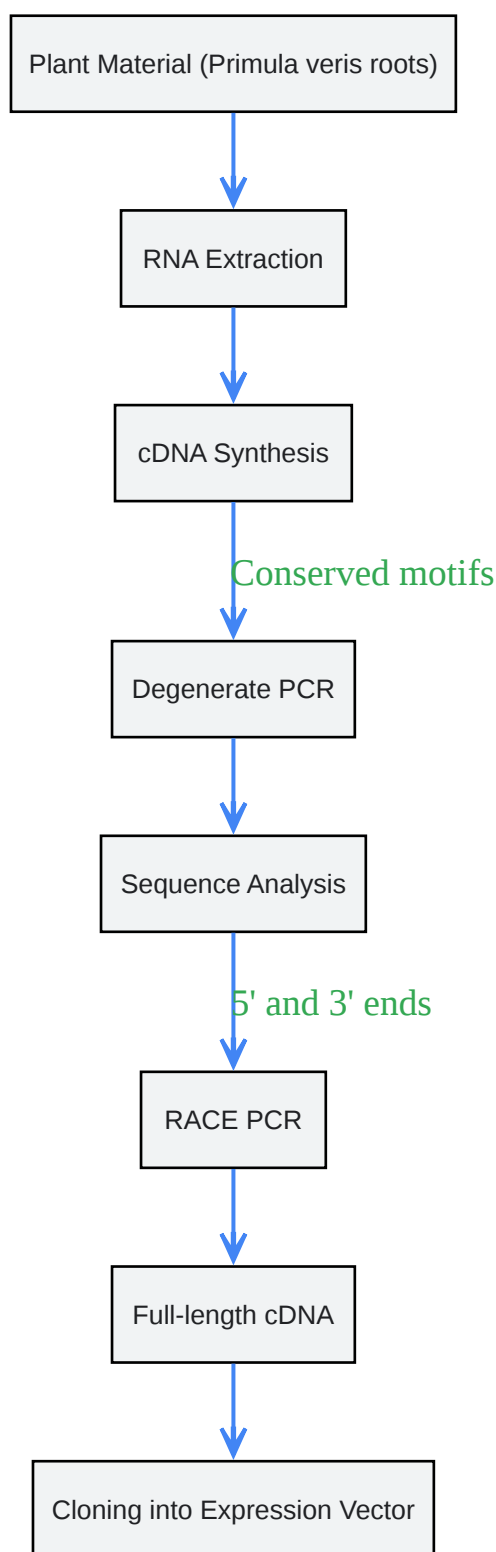 Plant Material (Primula veris roots)
RNA Extraction
cDNA Synthesis
Conserved motifs
Degenerate PCR
Sequence Analysis
5' and 3' ends
RACE PCR
Full-length cDNA
Cloning into Expression Vector